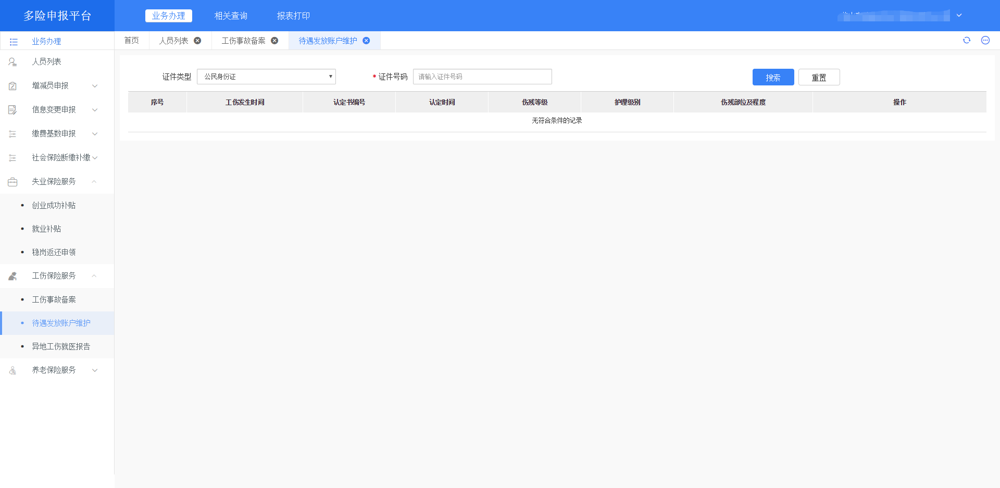 多险申报平台
业务办理 相关查询 报表打印
业务办理
首页 人员列表 工伤事故备案 待遇发放账户维护
人员列表
增减员申报
信息变更申报
缴费基数申报
社会保险断缴补缴
失业保险服务
创业成功补贴
就业补贴
稳岗返还申领
工伤保险服务
工伤事故备案
待遇发放账户维护
异地工伤就医报告
养老保险服务
证件类型 公民身份证 * 证件号码 请输入证件号码 搜索 重置
序号 工伤发生时间 认定书编号 认定时间 伤残等级 护理级别 伤残部位及程度 操作
无符合条件的记录